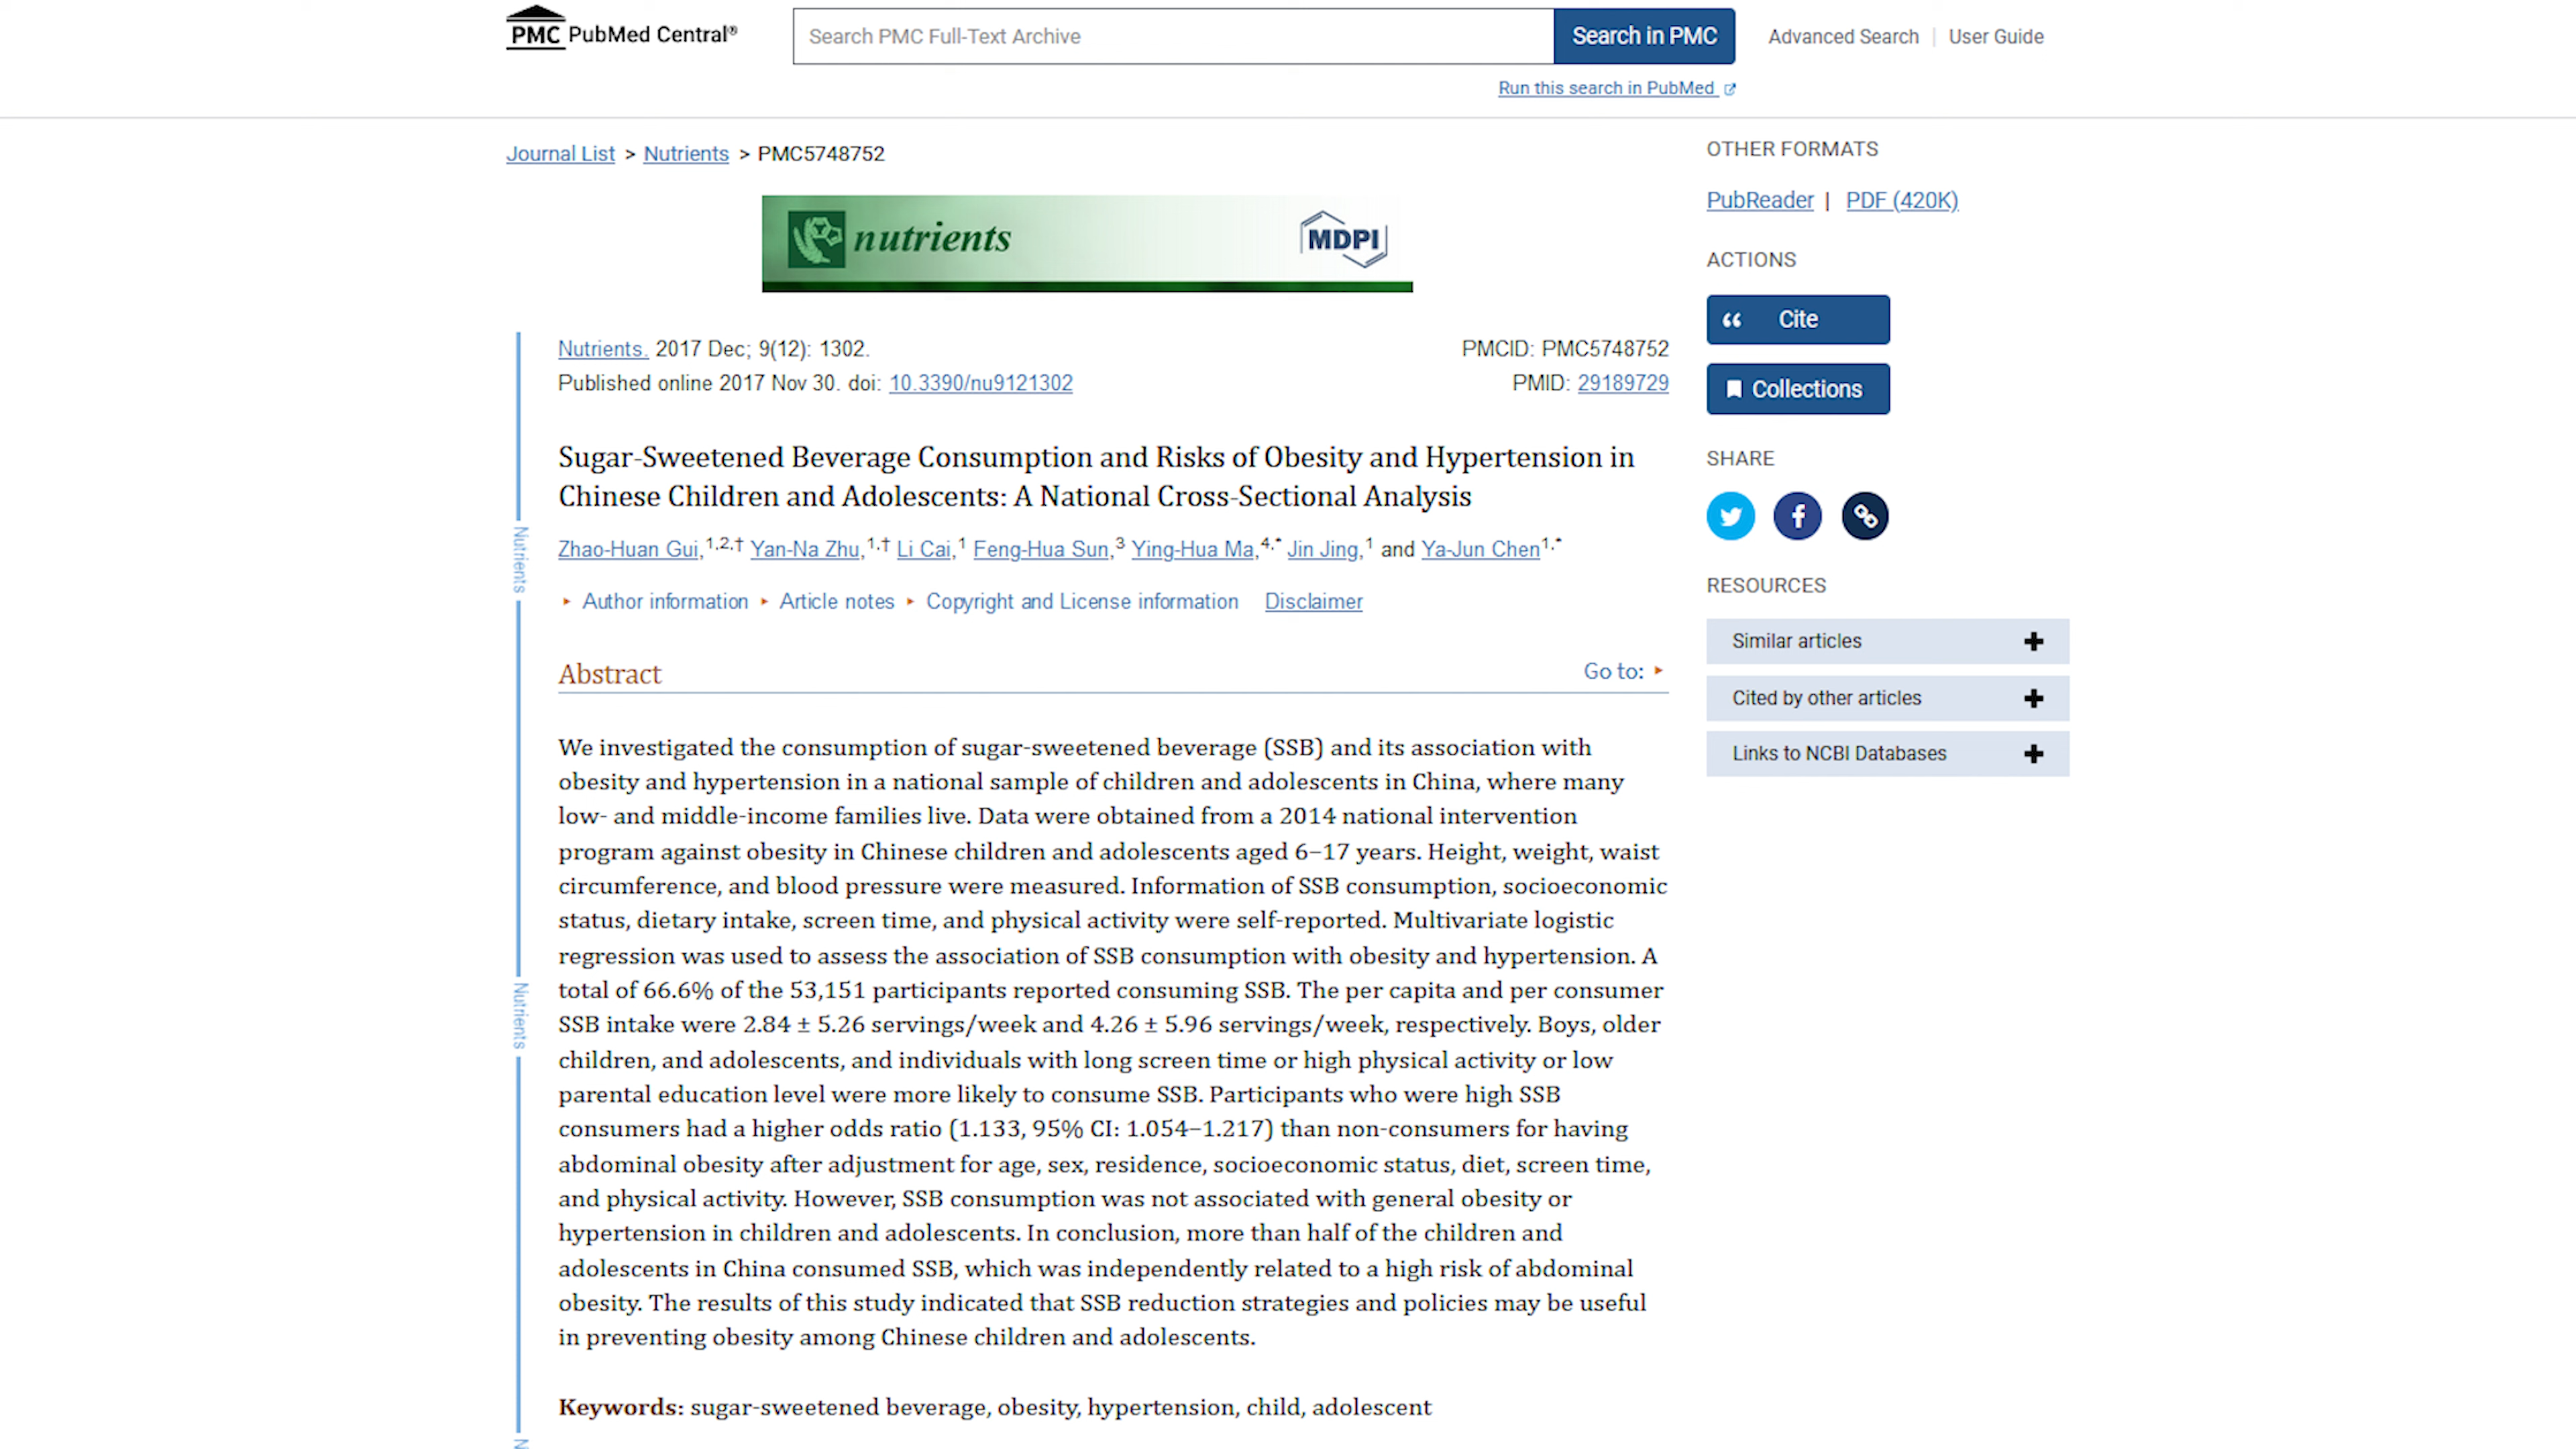 PMC PubMed Central®
Search PMC Full-Text Archive
Search in PMC
Advanced Search
User Guide
Run this search in PubMed
Journal List > Nutrients > PMC5748752
nutrients
MDPI
Nutrients. 2017 Dec; 9(12): 1302.
PMCID: PMC5748752
Published online 2017 Nov 30. doi: 10.3390/nu9121302
PMID: 29189729
Sugar-Sweetened Beverage Consumption and Risks of Obesity and Hypertension in
Chinese Children and Adolescents: A National Cross-Sectional Analysis
Zhao-Huan Gui,1,2,† Yan-Na Zhu,1,† Li Cai,1 Feng-Hua Sun,3 Ying-Hua Ma,4,* Jin Jing,1 and Ya-Jun Chen1,*
Author information
Article notes
Copyright and License information
Disclaimer
Abstract
Go to:
We investigated the consumption of sugar-sweetened beverage (SSB) and its association with
obesity and hypertension in a national sample of children and adolescents in China, where many
low- and middle-income families live. Data were obtained from a 2014 national intervention
program against obesity in Chinese children and adolescents aged 6–17 years. Height, weight, waist
circumference, and blood pressure were measured. Information of SSB consumption, socioeconomic
status, dietary intake, screen time, and physical activity were self-reported. Multivariate logistic
regression was used to assess the association of SSB consumption with obesity and hypertension. A
total of 66.6% of the 53,151 participants reported consuming SSB. The per capita and per consumer
SSB intake were 2.84 ± 5.26 servings/week and 4.26 ± 5.96 servings/week, respectively. Boys, older
children, and adolescents, and individuals with long screen time or high physical activity or low
parental education level were more likely to consume SSB. Participants who were high SSB
consumers had a higher odds ratio (1.133, 95% CI: 1.054–1.217) than non-consumers for having
abdominal obesity after adjustment for age, sex, residence, socioeconomic status, diet, screen time,
and physical activity. However, SSB consumption was not associated with general obesity or
hypertension in children and adolescents. In conclusion, more than half of the children and
adolescents in China consumed SSB, which was independently related to a high risk of abdominal
obesity. The results of this study indicated that SSB reduction strategies and policies may be useful
in preventing obesity among Chinese children and adolescents.
Keywords: sugar-sweetened beverage, obesity, hypertension, child, adolescent
Nutrients
Nutrients
N
OTHER FORMATS
PubReader | PDF (420K)
ACTIONS
Cite
Collections
SHARE
RESOURCES
Similar articles
Cited by other articles
Links to NCBI Databases